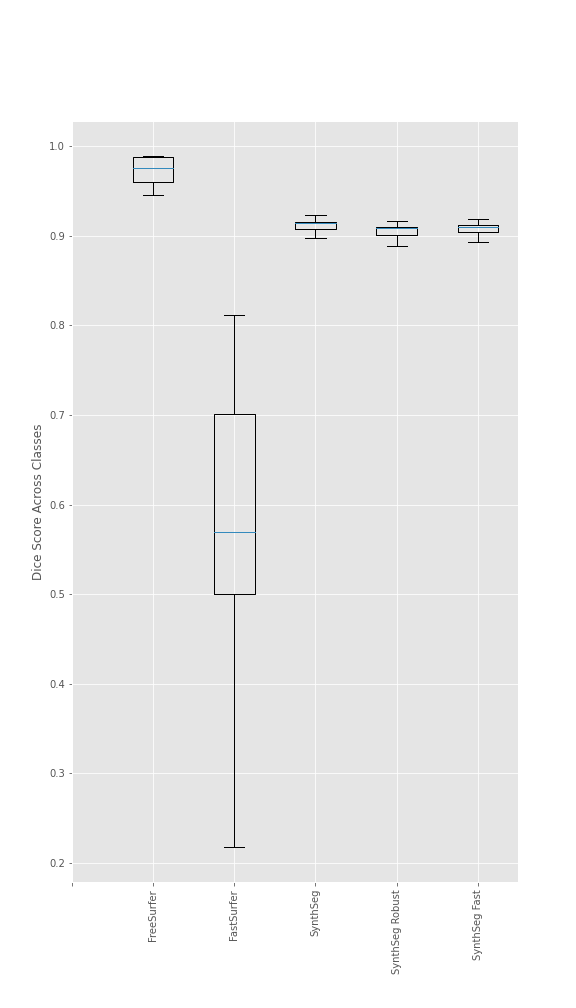 Dice Score Across Classes
1.0
0.9
0.8
0.7
0.6
0.5
0.4
0.3
0.2
FreeSurfer
FastSurfer
SynthSeg
SynthSeg Robust
SynthSeg Fast